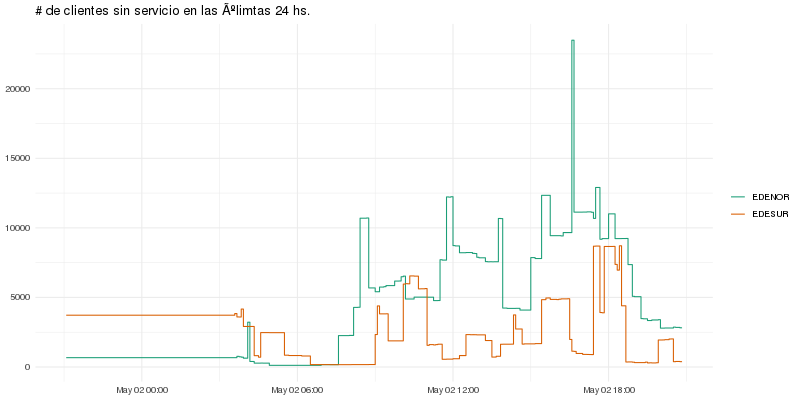 # de clientes sin servicio en las Ãºlimtas 24 hs.
20000
15000
10000
5000
0
May 02 00:00
May 02 06:00
May 02 12:00
May 02 18:00
EDENOR
EDESUR